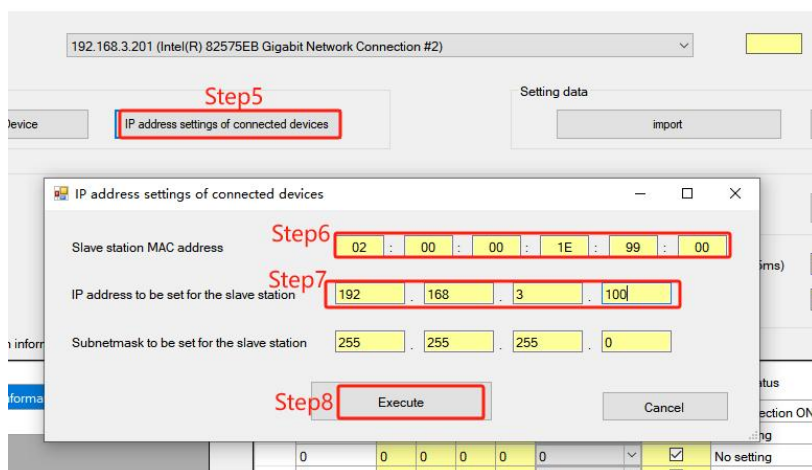 192.168.3.201 (Intel(R) 82575EB Gigabit Network Connection #2)
Step5
Setting data
Device
IP address settings of connected devices
import
IP address settings of connected devices
Step6
Slave station MAC address
02 : 00 : 00 : 1E : 99 : 00
5ms)
Step7
IP address to be set for the slave station
192 . 168 . 3 . 100
Subnetmask to be set for the slave station
255 . 255 . 255 . 0
n inform
atus
Step8
Execute
Cancel
forma
ection ON
ng
0 0 0 0 0 0 No setting